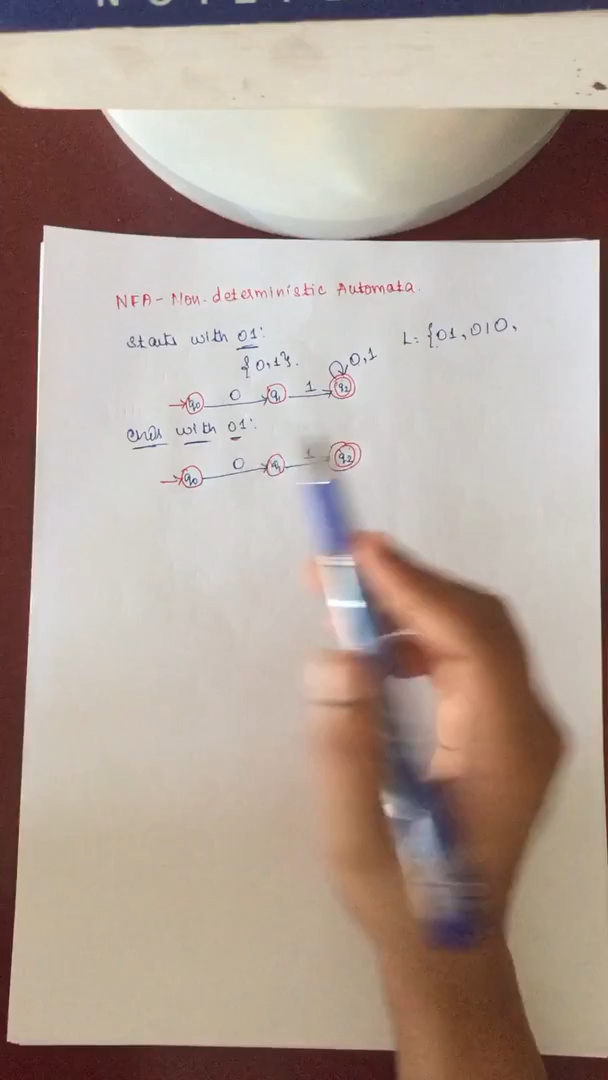 NFA- Non-deterministic Automata.
Starts with 01:
L: {01, 010,
{0,1}.
0,1
q0 0 q1 1 q2
Ends with 01:
q0 0 q1 1 q2